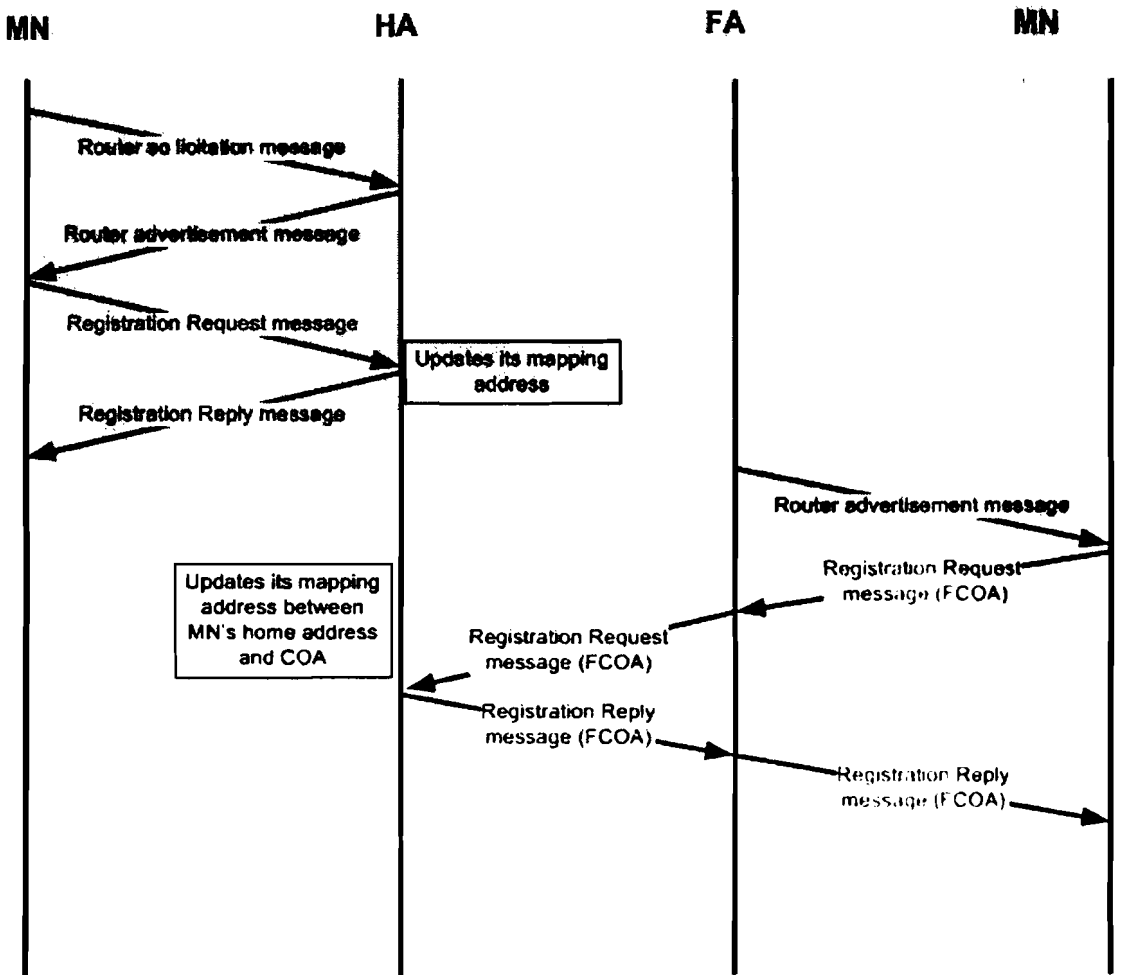 MN HA FA MN
Router so licitation message
Router advertisement message
Registration Request message
Updates its mapping
address
Registration Reply message
Router advertisement message
Registration Request
message (FCOA)
Updates its mapping
address between
MN's home address
and COA
Registration Request
message (FCOA)
Registration Reply
message (FCOA)
Registration Reply
message (FCOA)